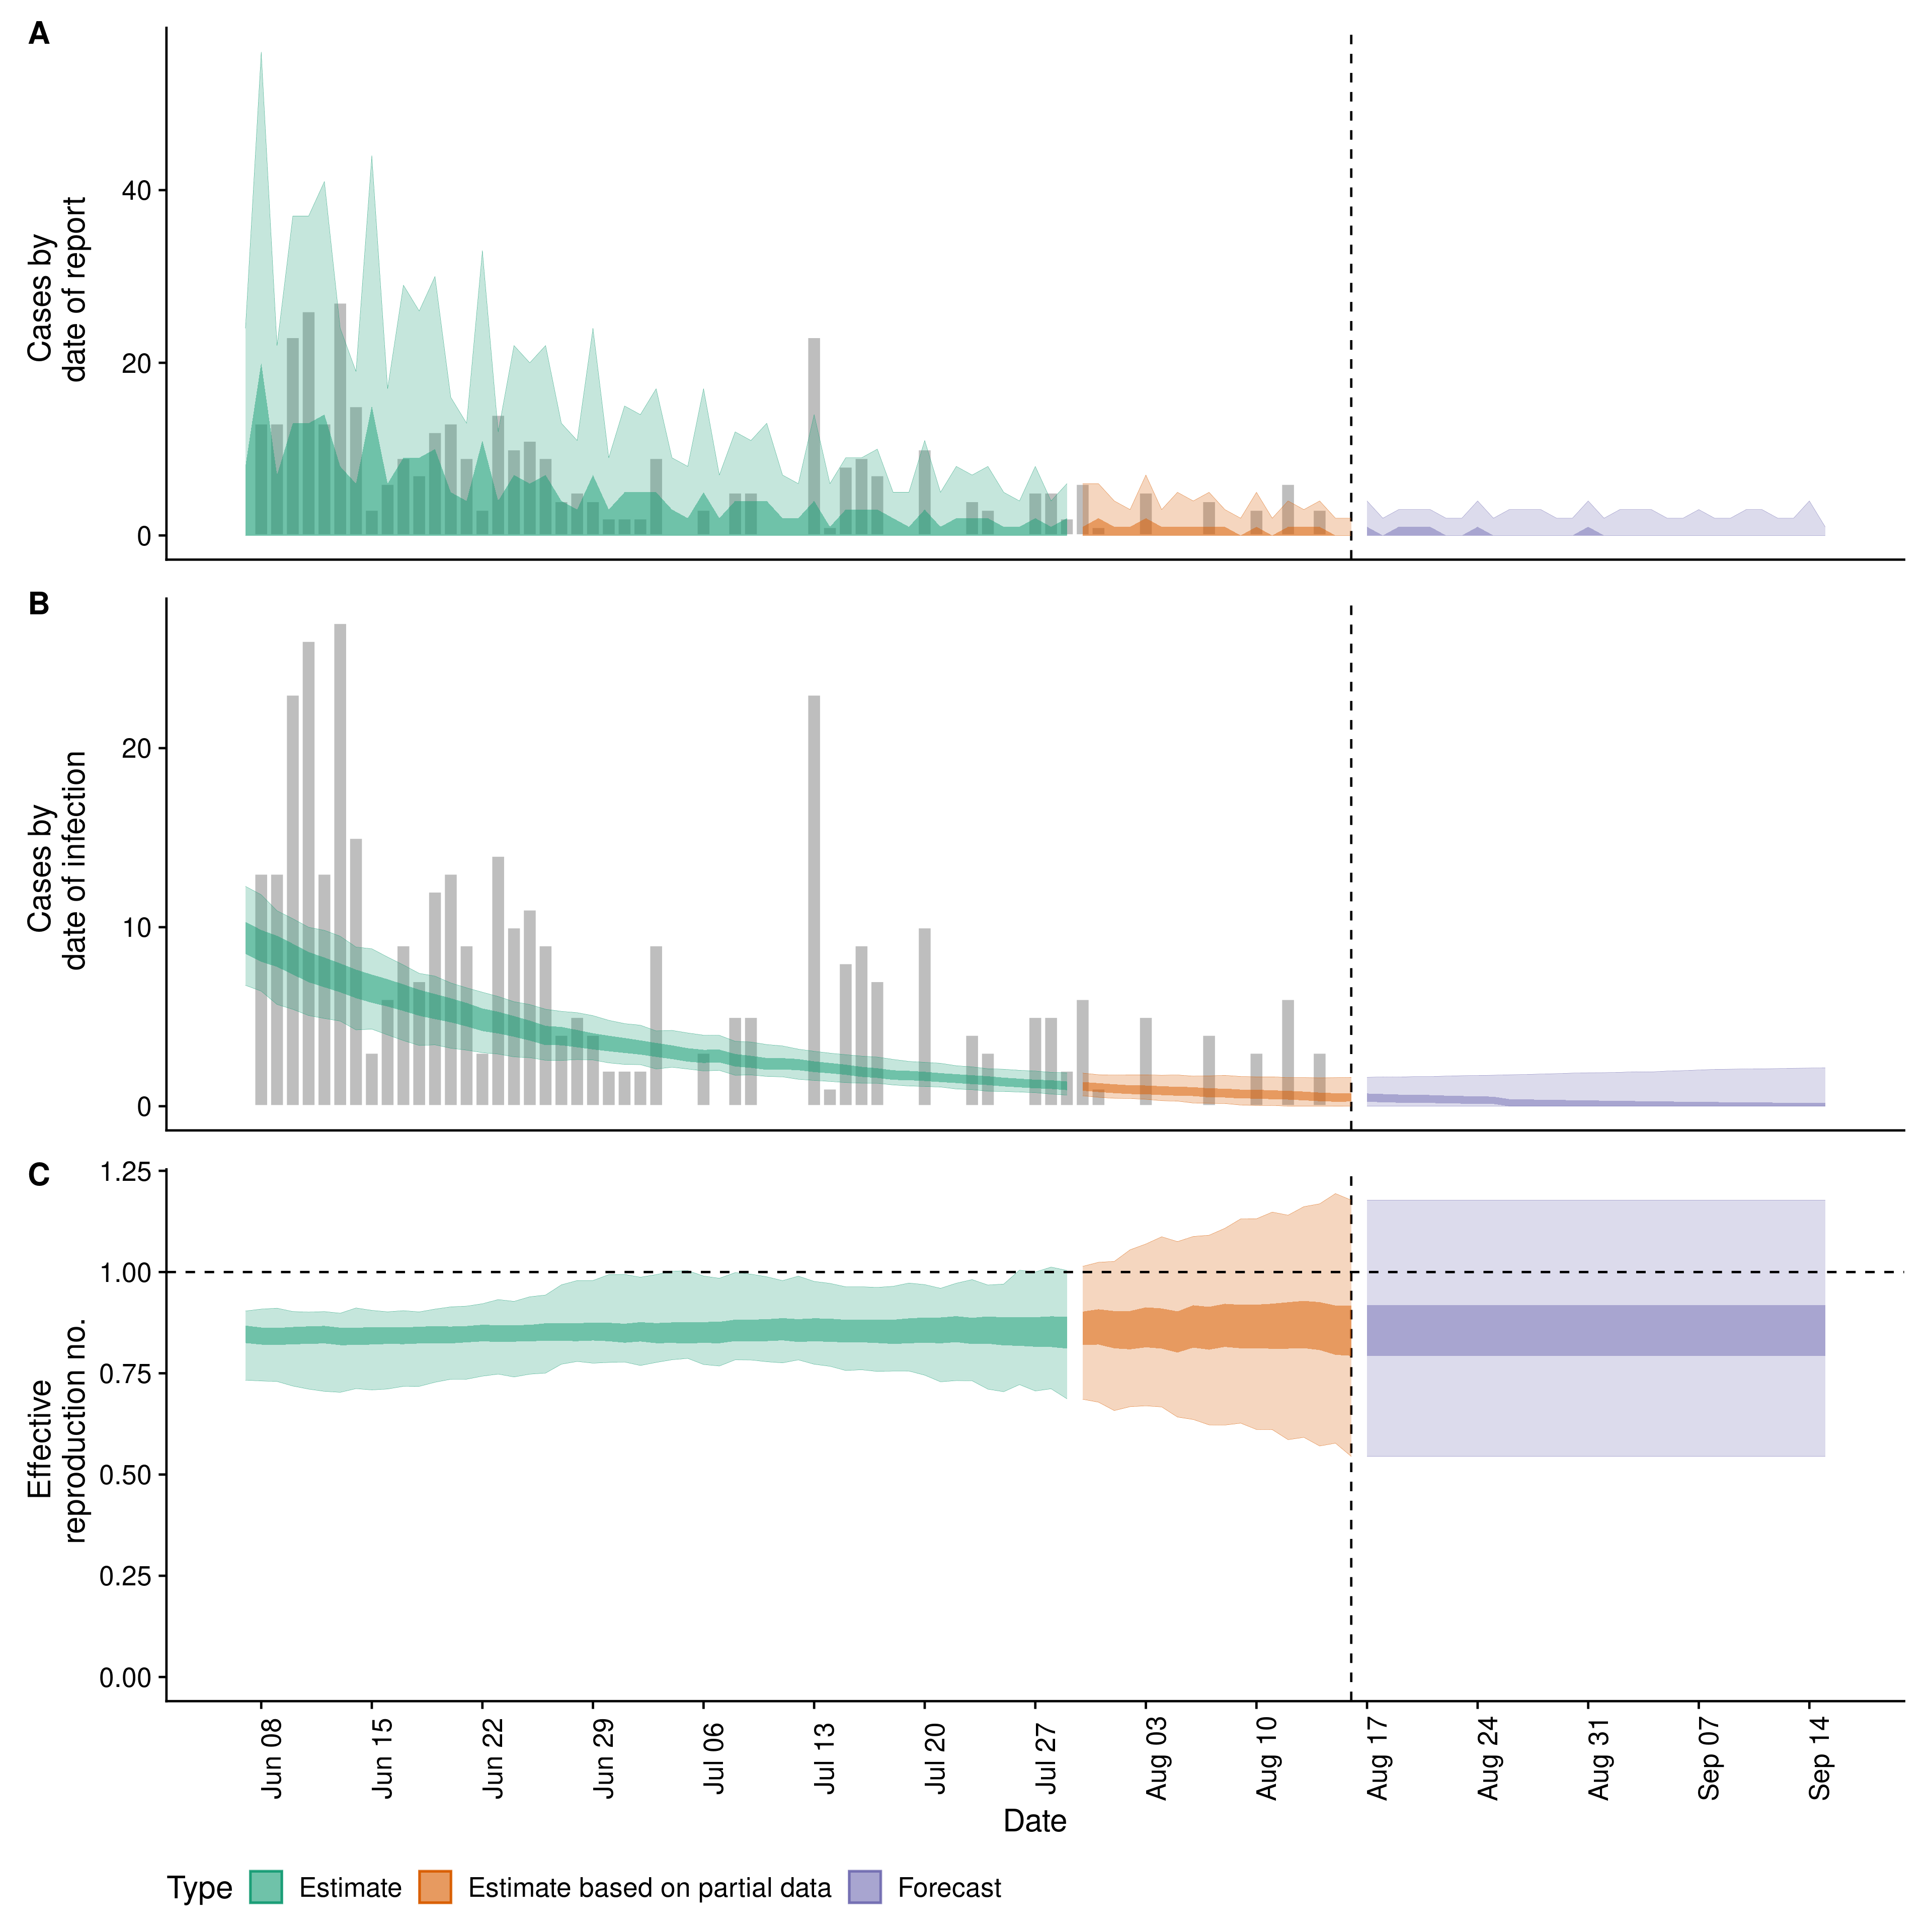 A
Cases by
date of report
40
20
0
B
Cases by
date of infection
20
10
0
C
Effective
reproduction no.
1.25
1.00
0.75
0.50
0.25
0.00
Jun 08
Jun 15
Jun 22
Jun 29
Jul 06
Jul 13
Jul 20
Jul 27
Aug 03
Aug 10
Aug 17
Aug 24
Aug 31
Sep 07
Sep 14
Date
Type Estimate Estimate based on partial data Forecast